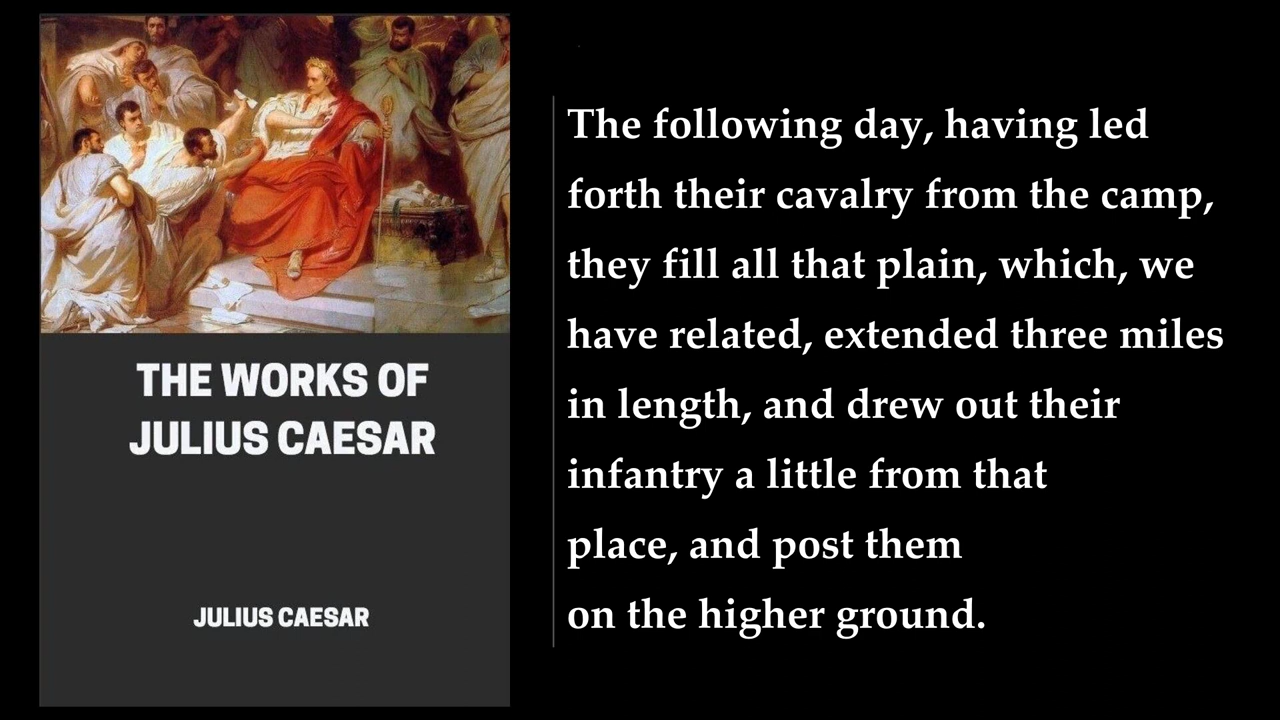 THE WORKS OF
JULIUS CAESAR
JULIUS CAESAR
The following day, having led
forth their cavalry from the camp,
they fill all that plain, which, we
have related, extended three miles
in length, and drew out their
infantry a little from that
place, and post them
on the higher ground.